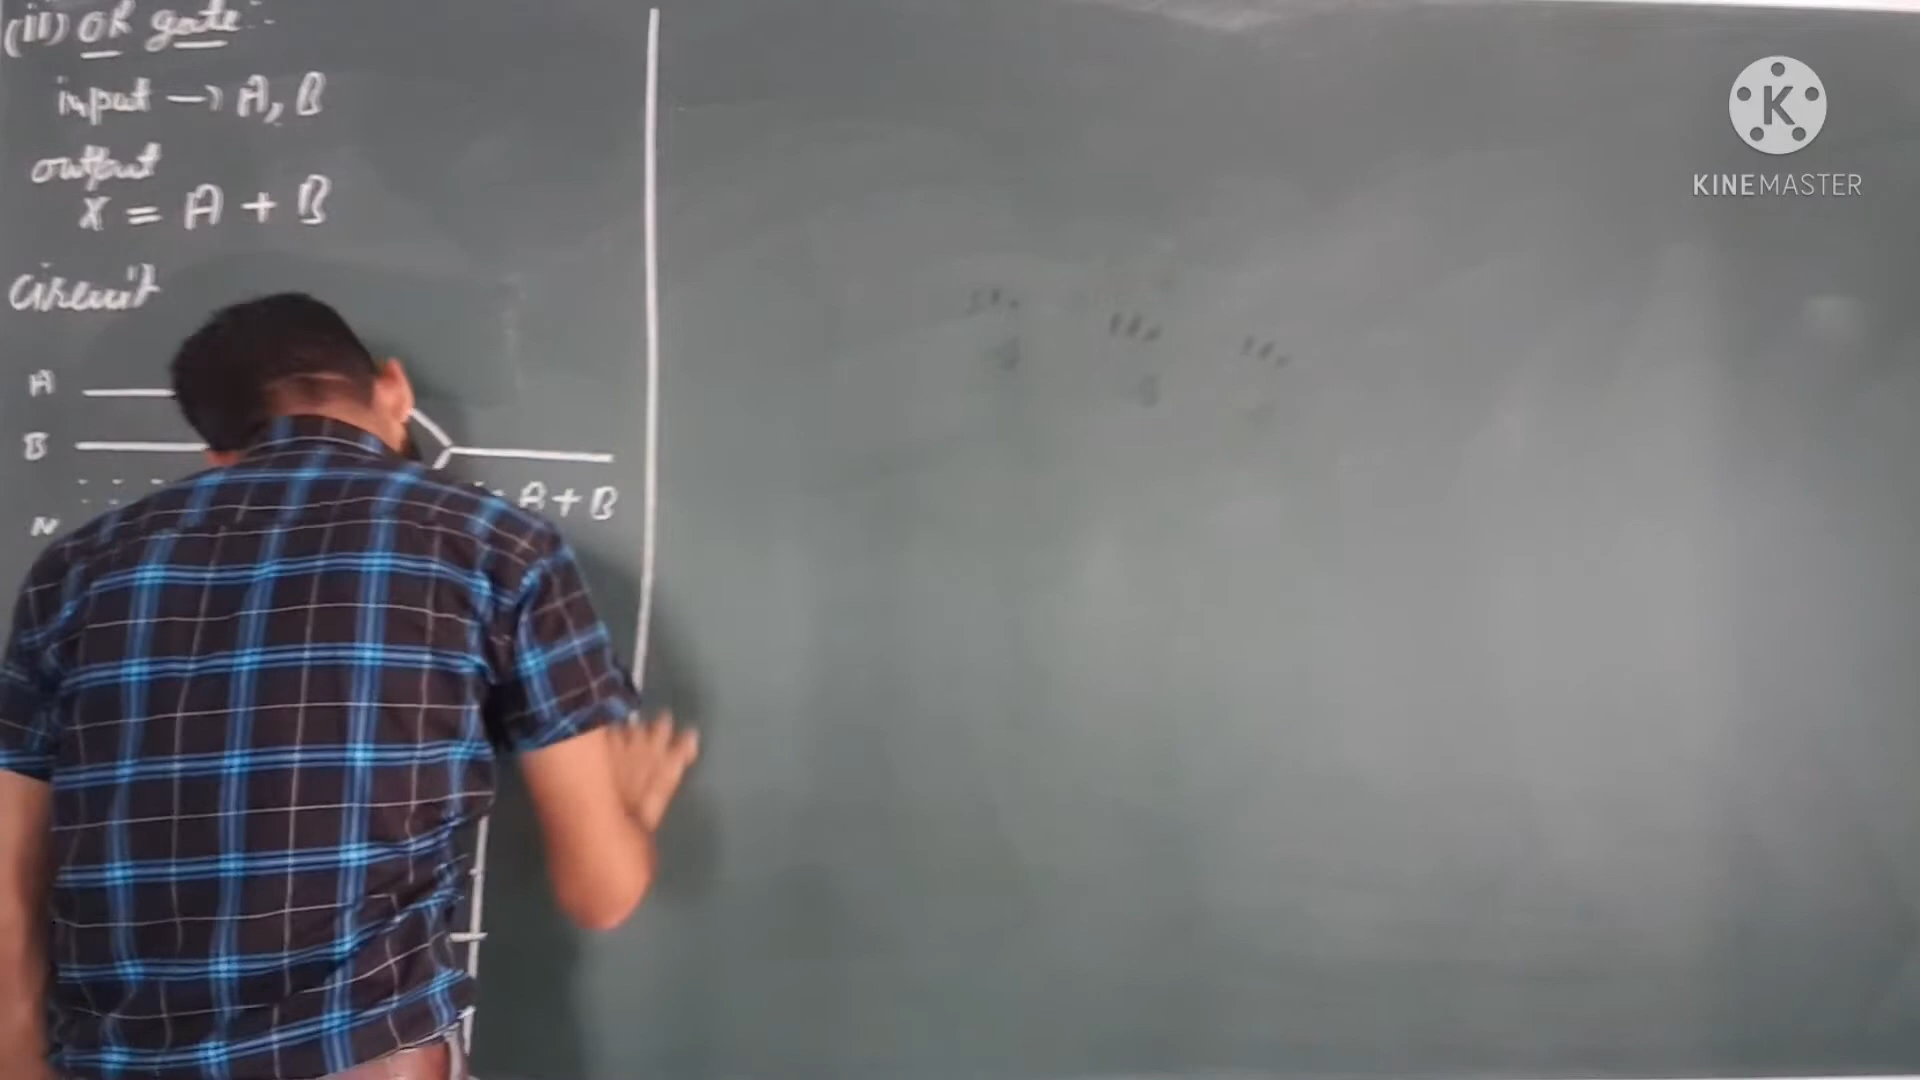 (ii) OR gate :-
input → A, B
output
X = A + B
Circuit
A
B
A + B
N
KINEMASTER